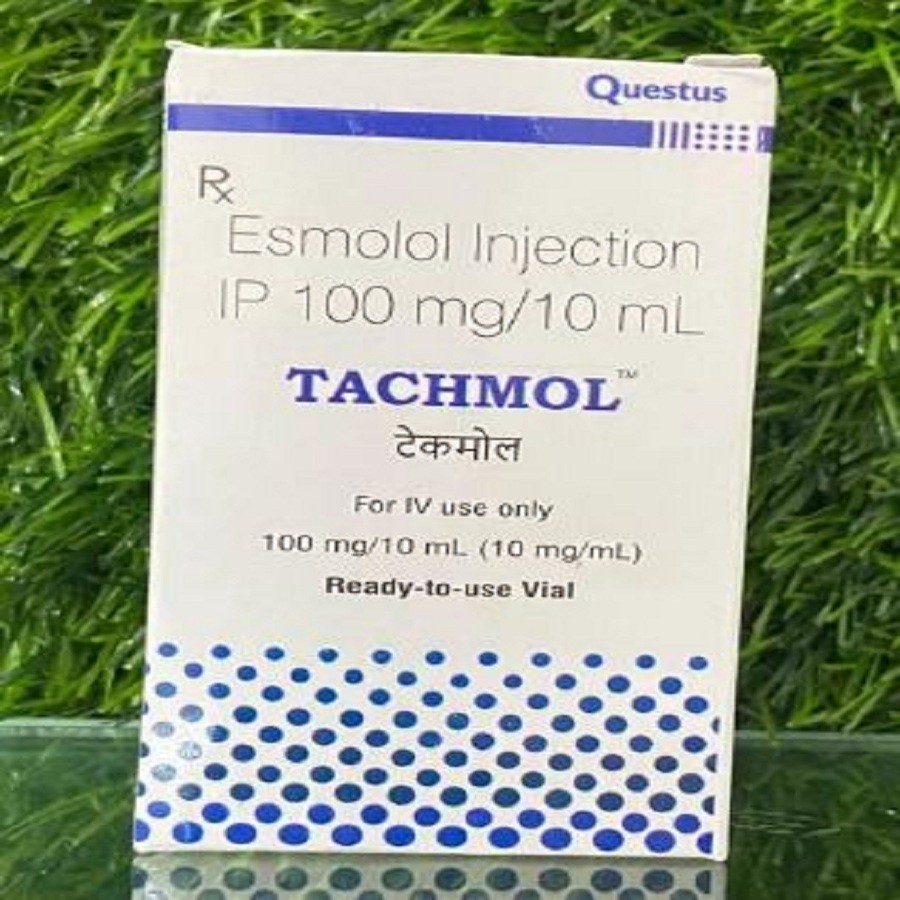 Questus
Rx
Esmolol Injection
IP 100 mg/10 mL
TACHMOL™
टेकमोल
For IV use only
100 mg/10 mL (10 mg/mL)
Ready-to-use Vial